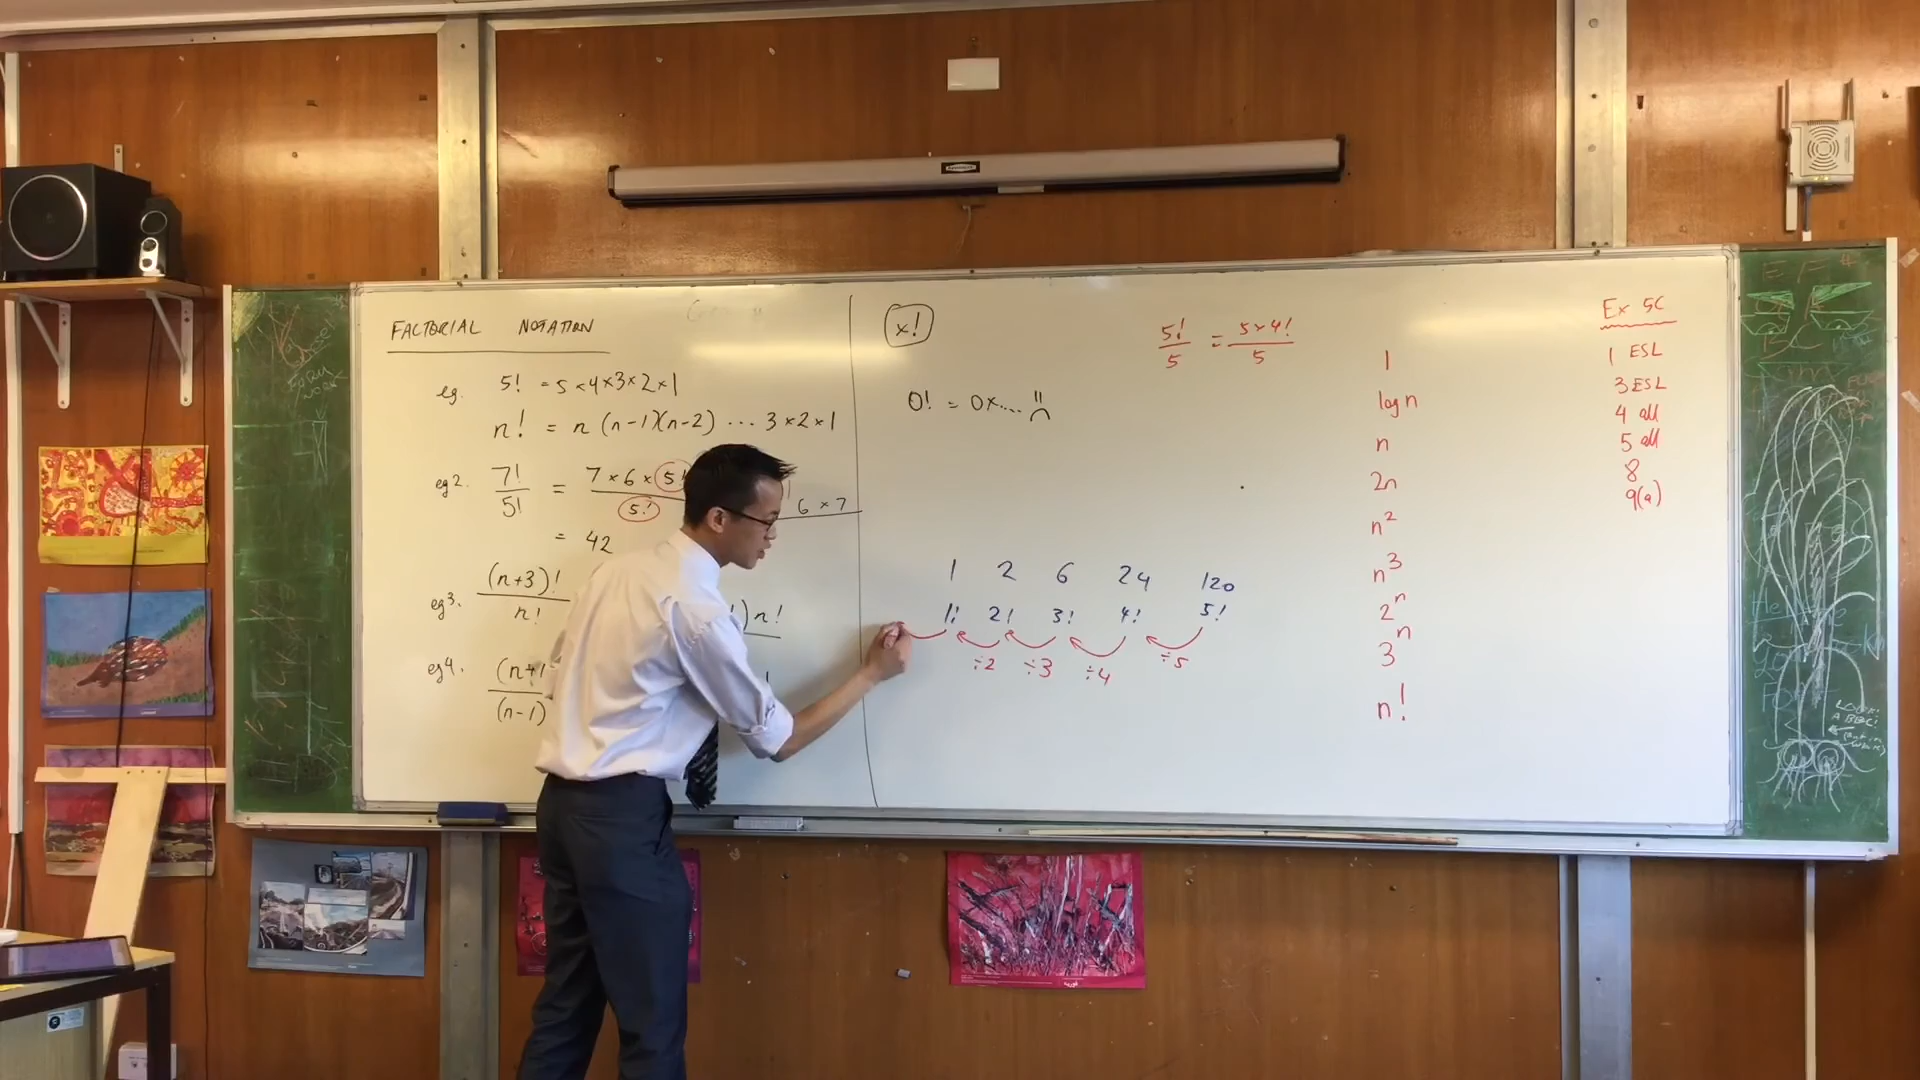 FACTORIAL NOTATION
eg. 5! = 5×4×3×2×1
n! = n (n-1)(n-2) ... 3×2×1
eg2. 7!/5! = 7×6×5!/5!
6×7
= 42
eg3. (n+3)!/n!
) n!
eg4. (n+1
(n-1)
x!
0! = 0×....
5!/5 = 5×4!/5
1 2 6 24 120
1! 2! 3! 4! 5!
÷2 ÷3 ÷4 ÷5
1
log n
n
2n
n²
n³
2ⁿ
3ⁿ
n!
Ex 5C
1 ESL
3 ESL
4 all
5 all
8
9(a)